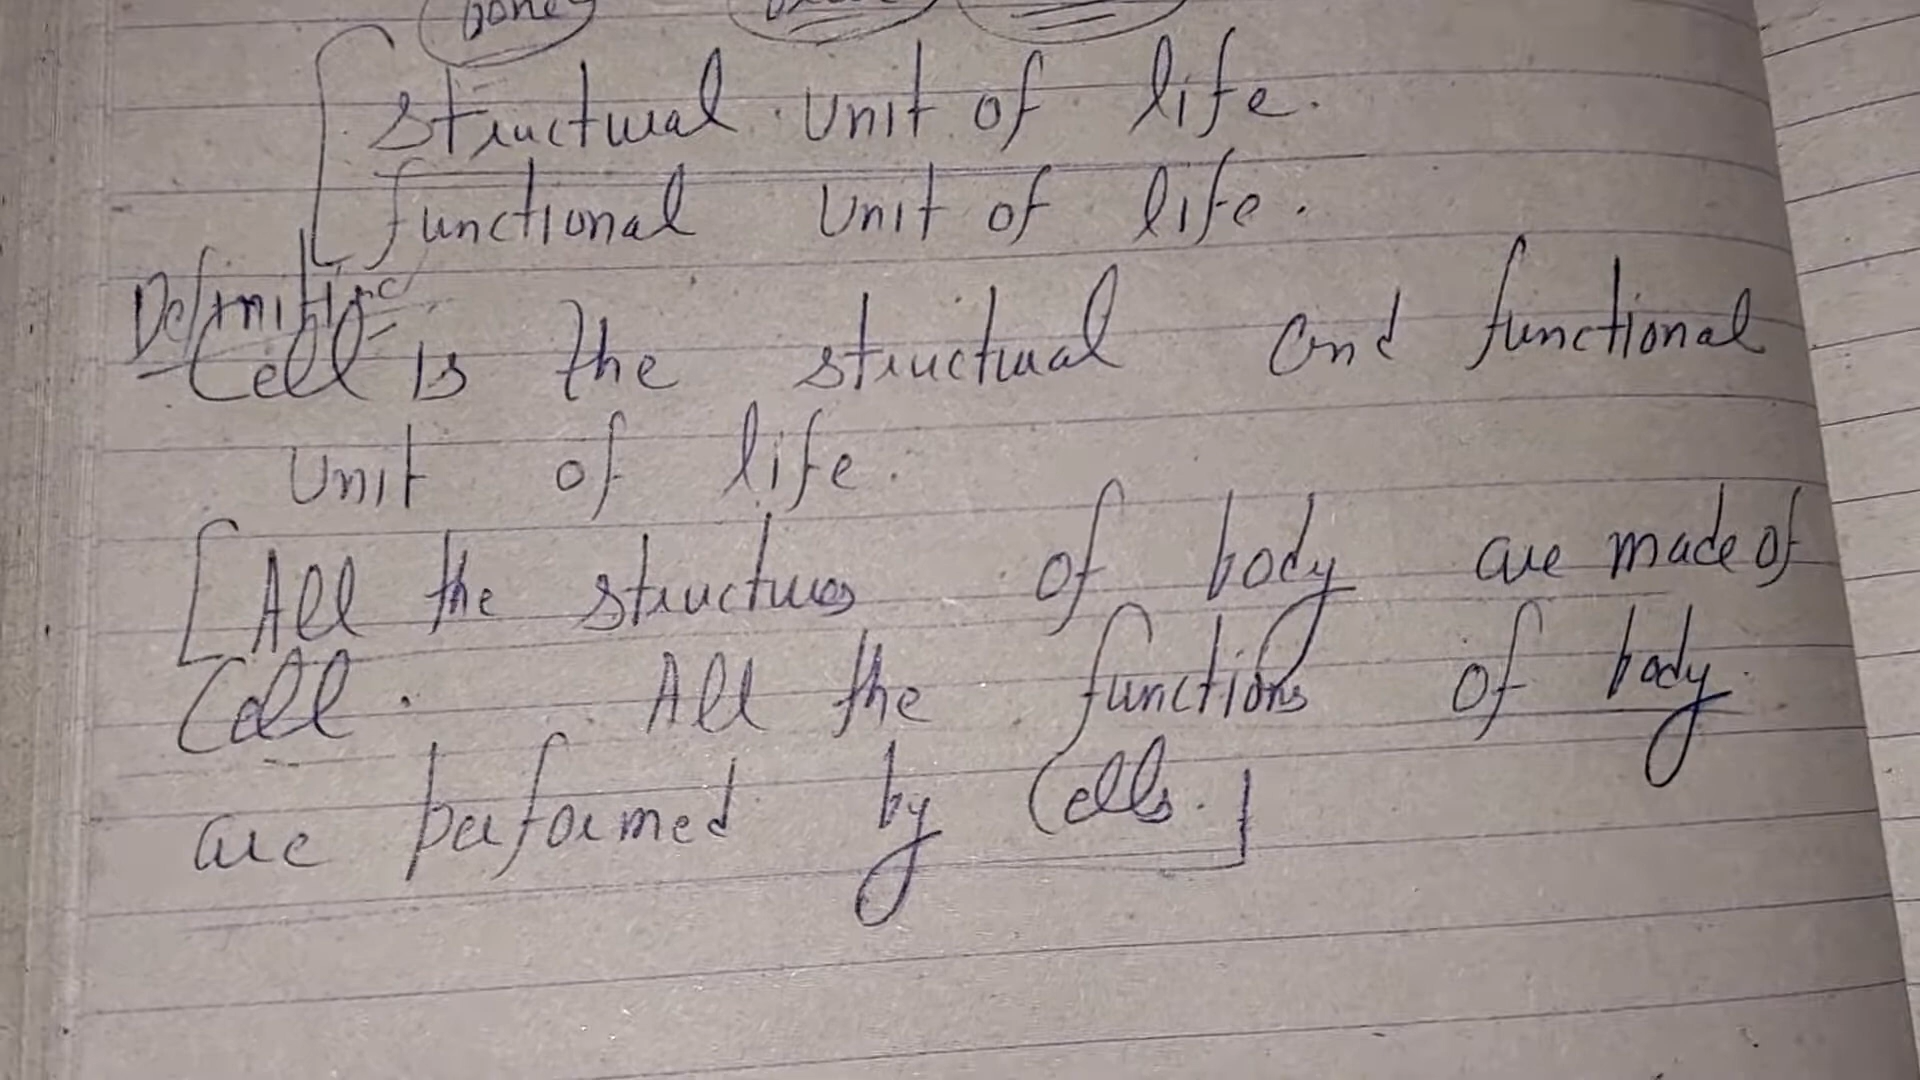 structural unit of life.
functional unit of life.
Definition
Cell is the structural and functional
unit of life.
[All the structures of body are made of
Cell. All the functions of body
are performed by Cells.]